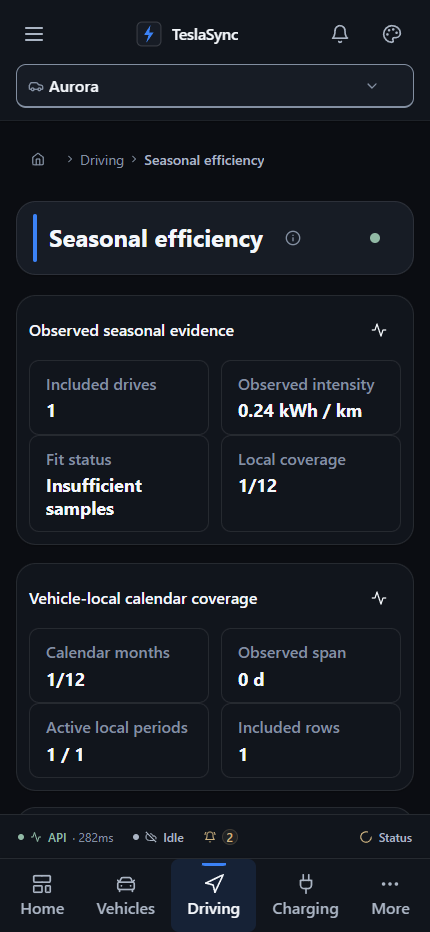 TeslaSync
Aurora
Driving
Seasonal efficiency
Seasonal efficiency
Observed seasonal evidence
Included drives
1
Observed intensity
0.24 kWh / km
Fit status
Insufficient
samples
Local coverage
1/12
Vehicle-local calendar coverage
Calendar months
1/12
Observed span
0 d
Active local periods
1 / 1
Included rows
1
API · 282ms
Idle
2
Status
Home
Vehicles
Driving
Charging
More